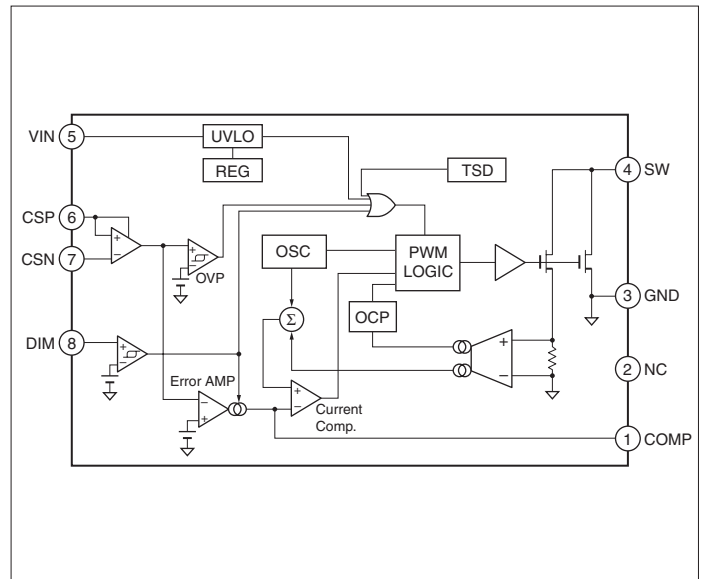 VIN 5
UVLO
REG
TSD
4 SW
CSP 6
CSN 7
+
−
+
−
OVP
OSC
PWM
LOGIC
OCP
3 GND
DIM 8
+
−
Σ
+
−
2 NC
Error AMP
−
+
+
−
Current
Comp.
1 COMP